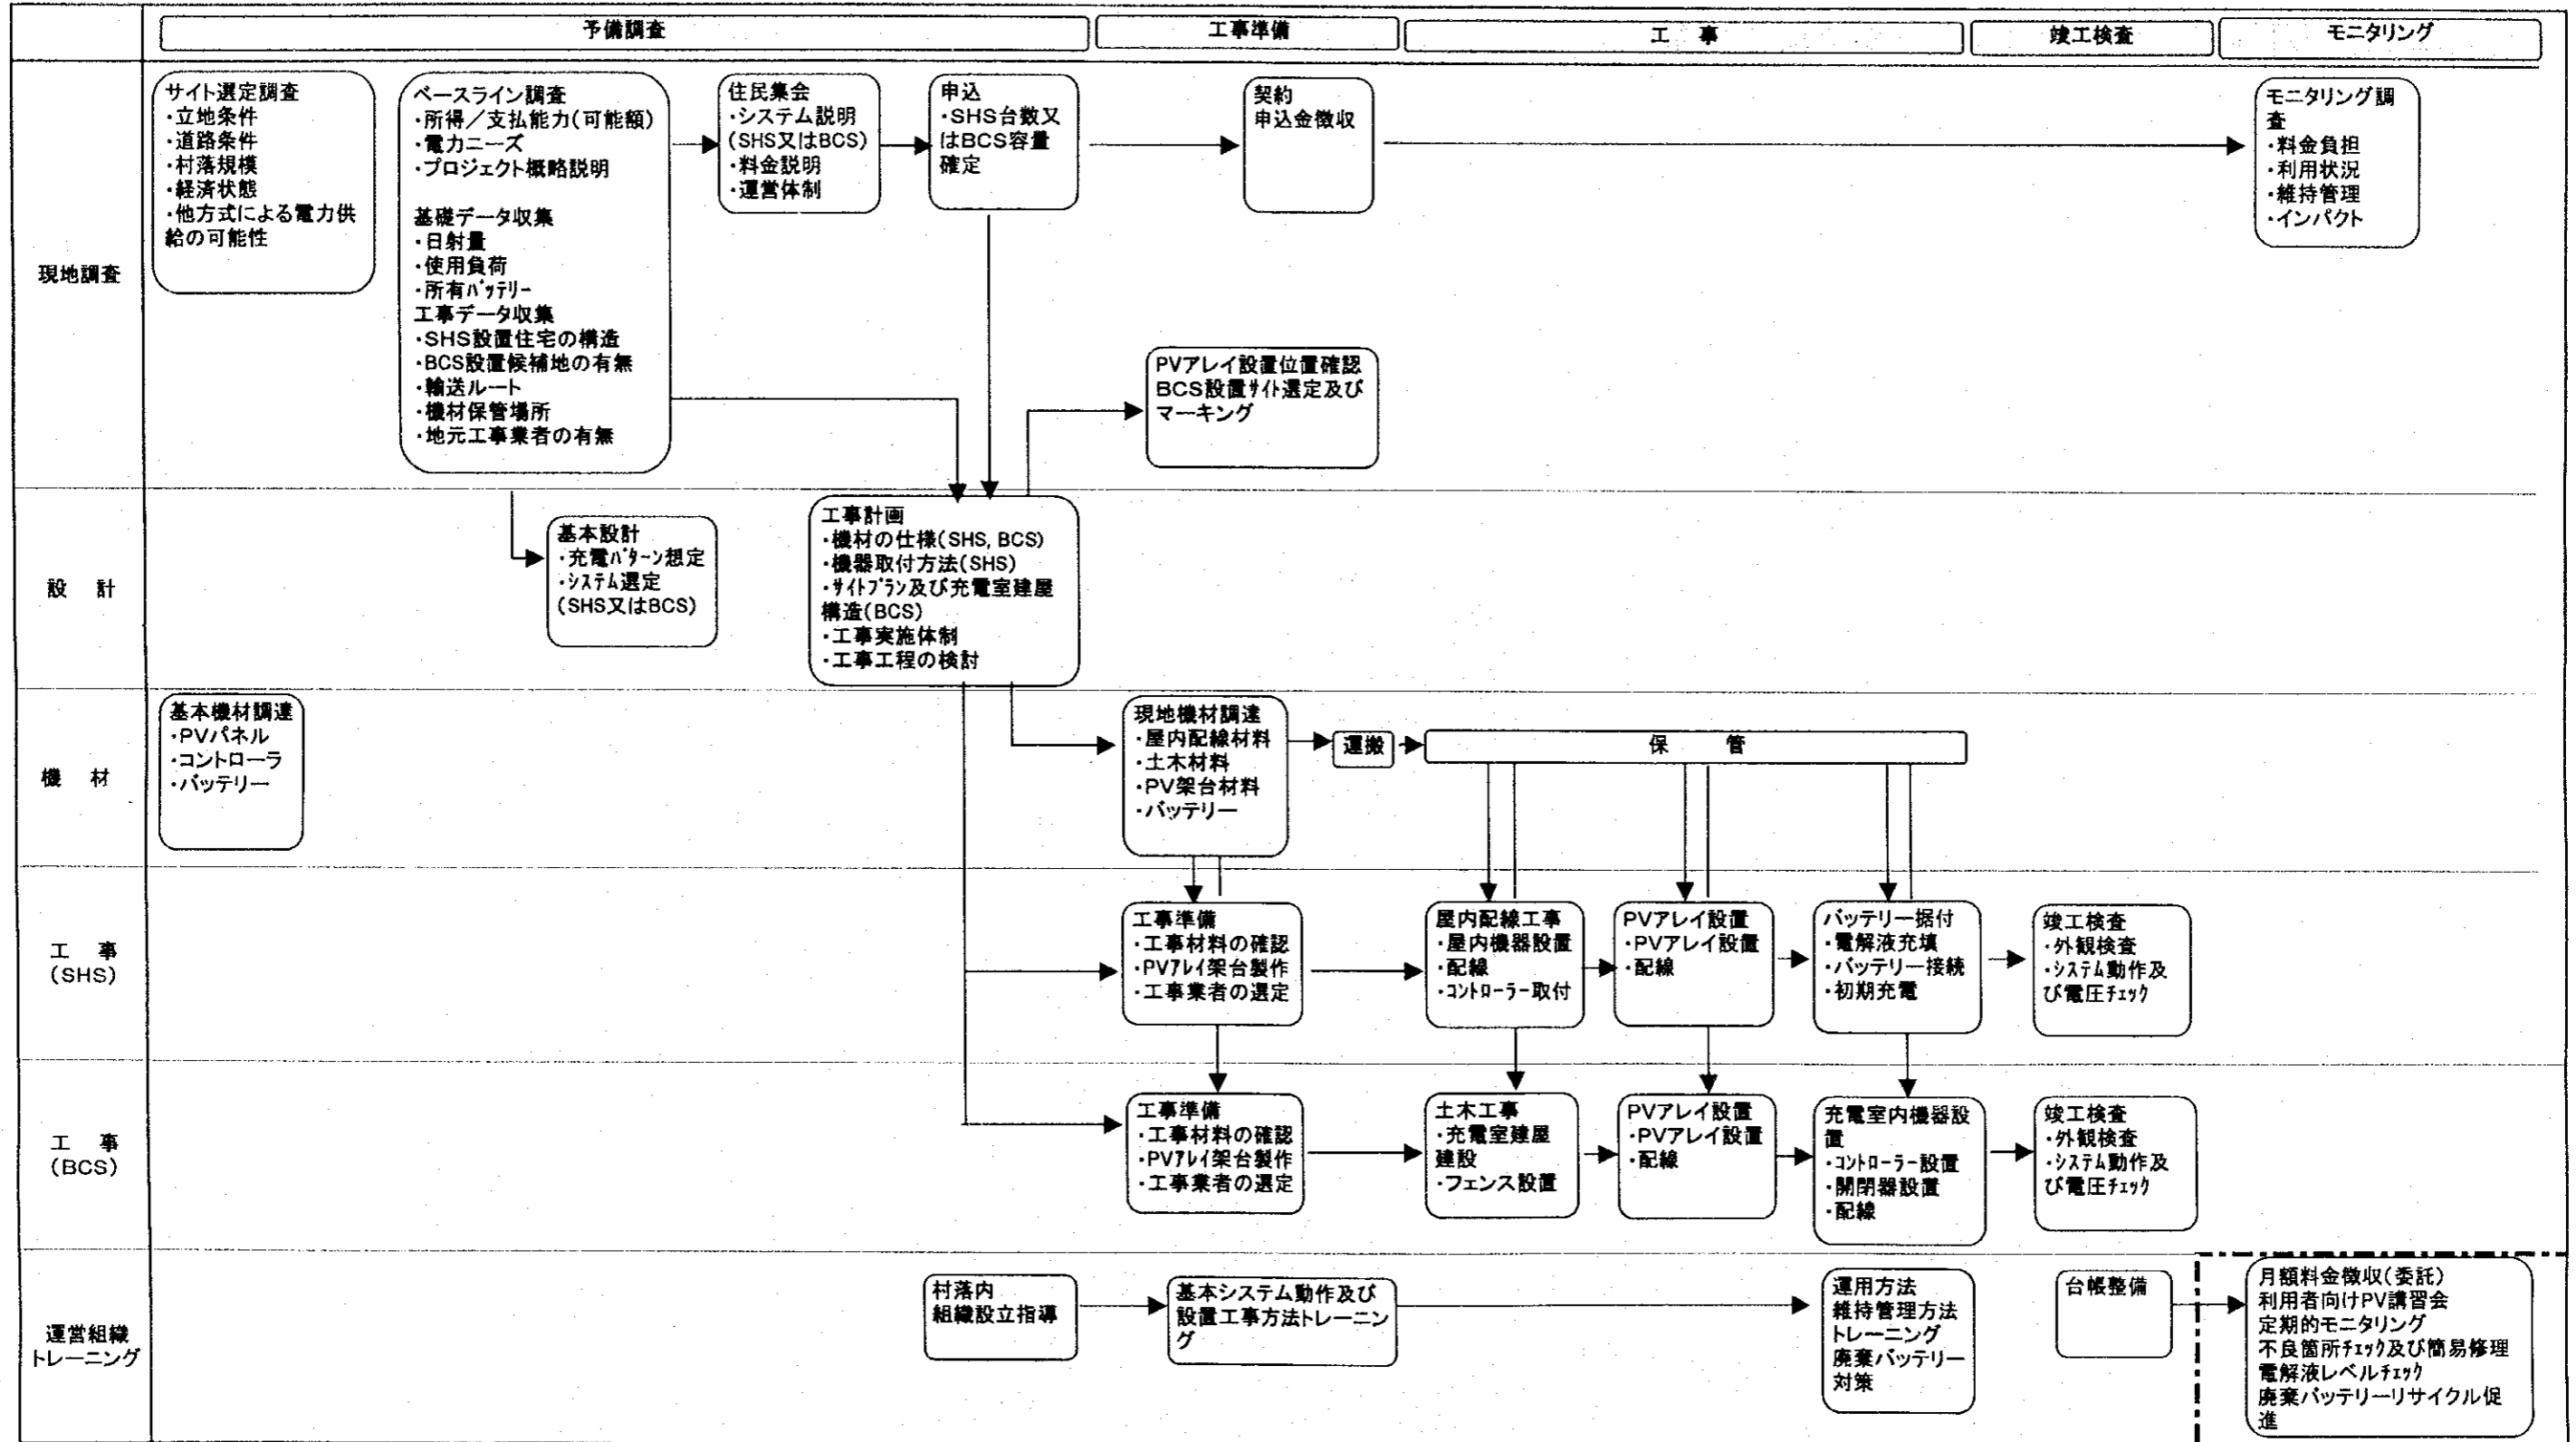 予備調査
工事準備
工　事
竣工検査
モニタリング
現地調査
サイト選定調査
・立地条件
・道路条件
・村落規模
・経済状態
・他方式による電力供
給の可能性
ベースライン調査
・所得／支払能力(可能額)
・電力ニーズ
・プロジェクト概略説明
基礎データ収集
・日射量
・使用負荷
・所有ﾊﾞｯテリー
工事データ収集
・SHS設置住宅の構造
・BCS設置候補地の有無
・輸送ルート
・機材保管場所
・地元工事業者の有無
住民集会
・システム説明
(SHS又はBCS)
・料金説明
・運営体制
申込
・SHS台数又
はBCS容量
確定
契約
申込金徴収
モニタリング調
査
・料金負担
・利用状況
・維持管理
・インパクト
PVアレイ設置位置確認
BCS設置ｻｲﾄ選定及び
マーキング
設　計
基本設計
・充電ﾊﾟﾀｰﾝ想定
・ｼｽﾃﾑ選定
(SHS又はBCS)
工事計画
・機材の仕様(SHS, BCS)
・機器取付方法(SHS)
・ｻｲﾄﾌﾟﾗﾝ及び充電室建屋
構造(BCS)
・工事実施体制
・工事工程の検討
機　材
基本機材調達
・PVパネル
・コントローラ
・バッテリー
現地機材調達
・屋内配線材料
・土木材料
・PV架台材料
・バッテリー
運搬
保　管
工　事
(SHS)
工事準備
・工事材料の確認
・PVｱﾚｲ架台製作
・工事業者の選定
屋内配線工事
・屋内機器設置
・配線
・ｺﾝﾄﾛｰﾗｰ取付
PVアレイ設置
・PVアレイ設置
・配線
バッテリー据付
・電解液充填
・バッテリー接続
・初期充電
竣工検査
・外観検査
・ｼｽﾃﾑ動作及
び電圧ﾁｪｯｸ
工　事
(BCS)
工事準備
・工事材料の確認
・PVｱﾚｲ架台製作
・工事業者の選定
土木工事
・充電室建屋
建設
・フェンス設置
PVアレイ設置
・PVアレイ設置
・配線
充電室内機器設
置
・ｺﾝﾄﾛｰﾗｰ設置
・開閉器設置
・配線
竣工検査
・外観検査
・ｼｽﾃﾑ動作及
び電圧ﾁｪｯｸ
運営組織
トレーニング
村落内
組織設立指導
基本システム動作及び
設置工事方法トレーニン
グ
運用方法
維持管理方法
トレーニング
廃棄バッテリー
対策
台帳整備
月額料金徴収(委託)
利用者向けPV講習会
定期的モニタリング
不良箇所ﾁｪｯｸ及び簡易修理
電解液レベルﾁｪｯｸ
廃棄バッテリーリサイクル促
進